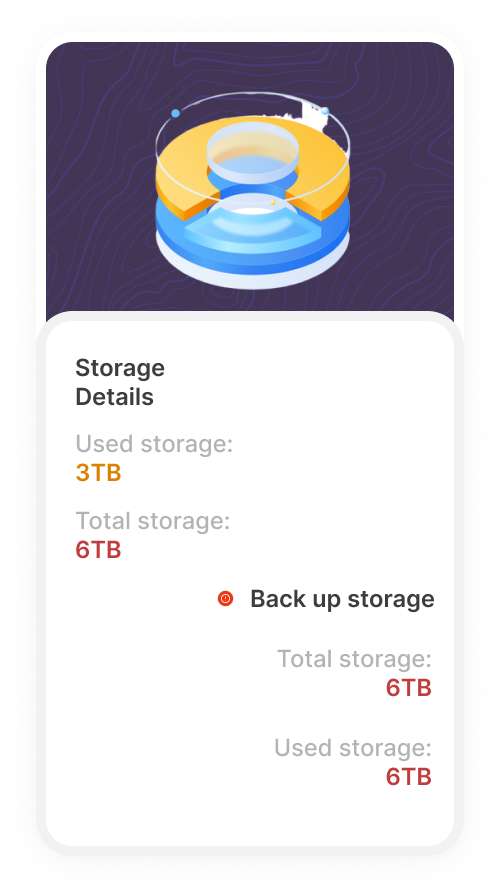 Storage
Details
Used storage:
3TB
Total storage:
6TB
Back up storage
Total storage:
6TB
Used storage:
6TB